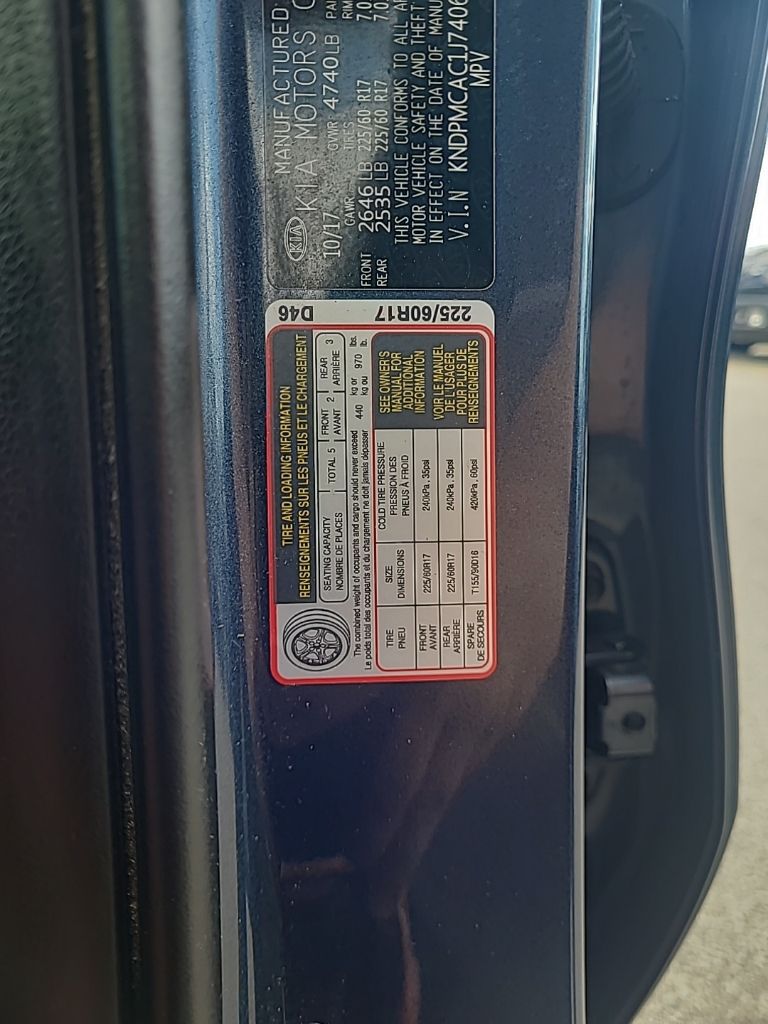 MANUFACTURED
KIA KIA MOTORS
10/17 GVWR 4740LB
GAWR TIRES
FRONT 2646 LB 225/60 R17 7.0
REAR 2535 LB 225/60 R17 7.0
THIS VEHICLE CONFORMS TO ALL
MOTOR VEHICLE SAFETY AND THEFT
IN EFFECT ON THE DATE OF
V.I.N KNDPMCAC1J7406
MPV
D46
225/60R17
TIRE AND LOADING INFORMATION
RENSEIGNEMENTS SUR LES PNEUS ET LE CHARGEMENT
SEATING CAPACITY TOTAL 5 FRONT 2 REAR 3
NOMBRE DE PLACES AVANT ARRIÈRE
The combined weight of occupants and cargo should never exceed 440 kg or 970 lbs.
Le poids total des occupants et du chargement ne doit jamais dépasser kg ou lb.
TIRE SIZE COLD TIRE PRESSURE
PNEU DIMENSIONS PRESSION DES
PNEUS À FROID
FRONT 225/60R17 240kPa , 35psi
AVANT
REAR 225/60R17 240kPa , 35psi
ARRIÈRE
SPARE T155/90D16 420kPa , 60psi
DE SECOURS
SEE OWNER'S
MANUAL FOR
ADDITIONAL
INFORMATION
VOIR LE MANUEL
DE L'USAGER
POUR PLUS DE
RENSEIGNEMENTS